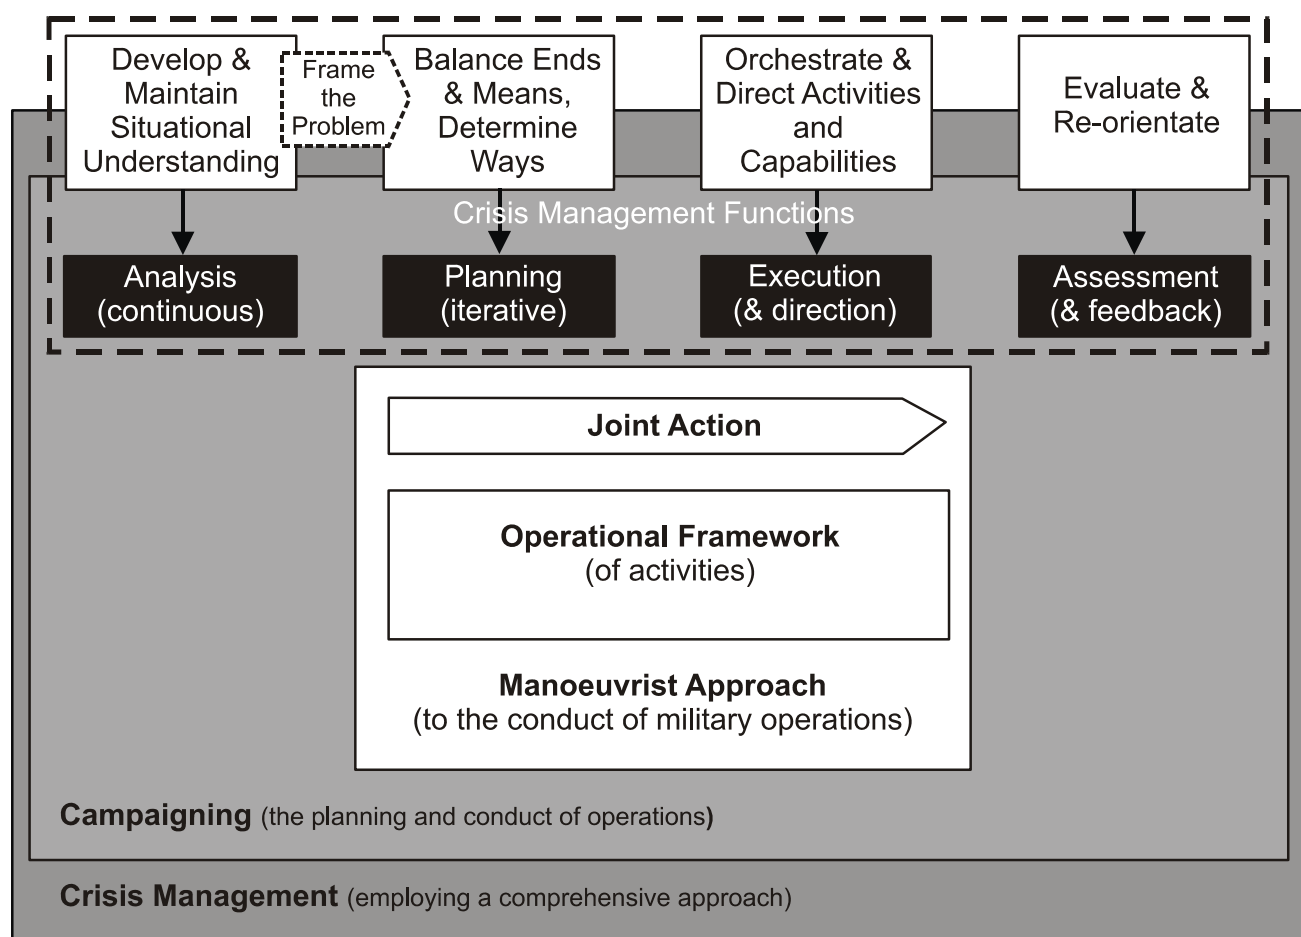 Develop &
Maintain
Situational
Understanding
Frame
the
Problem
Balance Ends
& Means,
Determine
Ways
Orchestrate &
Direct Activities
and
Capabilities
Evaluate &
Re-orientate
Crisis Management Functions
Analysis
(continuous)
Planning
(iterative)
Execution
(& direction)
Assessment
(& feedback)
Joint Action
Operational Framework
(of activities)
Manoeuvrist Approach
(to the conduct of military operations)
Campaigning (the planning and conduct of operations)
Crisis Management (employing a comprehensive approach)